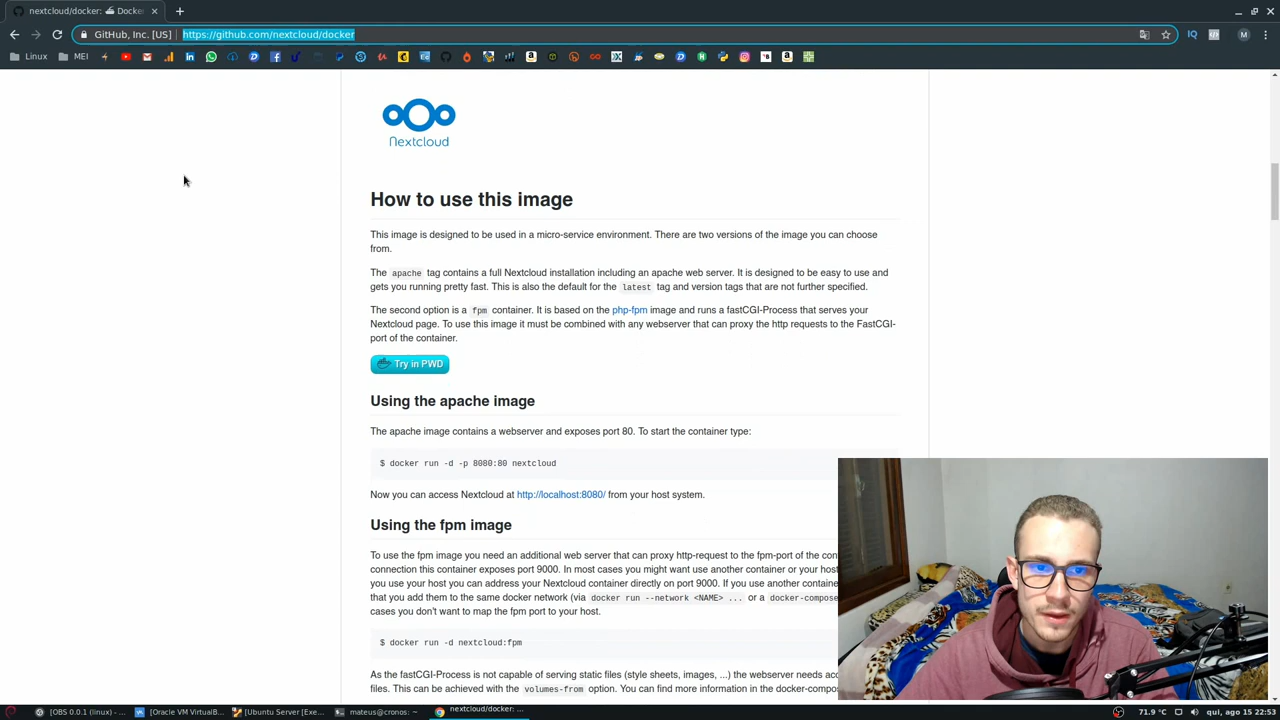 nextcloud/docker: ⛴ Docke
GitHub, Inc. [US] | https://github.com/nextcloud/docker
M
Linux
MEI
Nextcloud
How to use this image
This image is designed to be used in a micro-service environment. There are two versions of the image you can choose
from.
The apache tag contains a full Nextcloud installation including an apache web server. It is designed to be easy to use and
gets you running pretty fast. This is also the default for the latest tag and version tags that are not further specified.
The second option is a fpm container. It is based on the php-fpm image and runs a fastCGI-Process that serves your
Nextcloud page. To use this image it must be combined with any webserver that can proxy the http requests to the FastCGI-
port of the container.
Try in PWD
Using the apache image
The apache image contains a webserver and exposes port 80. To start the container type:
$ docker run -d -p 8080:80 nextcloud
Now you can access Nextcloud at http://localhost:8080/ from your host system.
Using the fpm image
To use the fpm image you need an additional web server that can proxy http-request to the fpm-port of the con
connection this container exposes port 9000. In most cases you might want use another container or your host
you use your host you can address your Nextcloud container directly on port 9000. If you use another containe
that you add them to the same docker network (via docker run --network <NAME> ... or a docker-compose
cases you don't want to map the fpm port to your host.
$ docker run -d nextcloud:fpm
As the fastCGI-Process is not capable of serving static files (style sheets, images, ...) the webserver needs acc
files. This can be achieved with the volumes-from option. You can find more information in the docker-compos
[OBS 0.0.1 (linux) - ...
[Oracle VM VirtualB...
[Ubuntu Server [Exe...
mateus@cronos: ~
nextcloud/docker: ...
71.9 °C
qui, ago 15 22:53